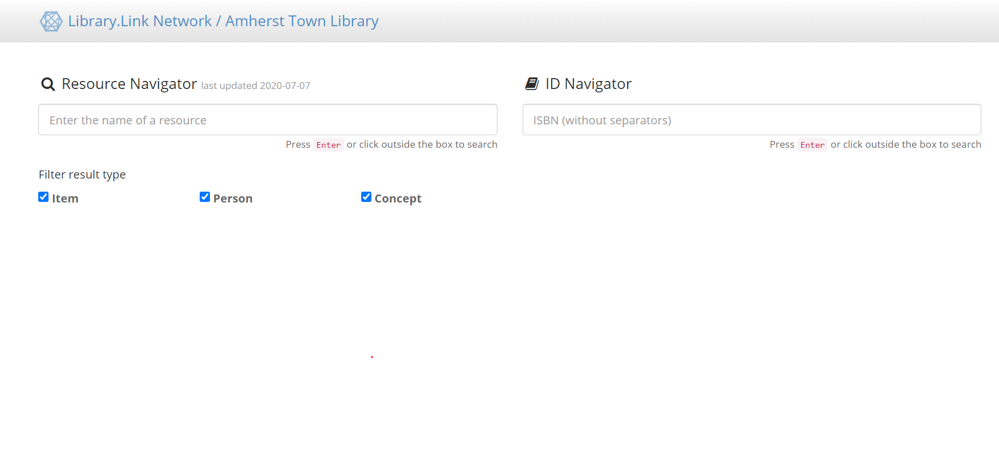 Library.Link Network / Amherst Town Library
Resource Navigator last updated 2020-07-07
Enter the name of a resource
Press Enter or click outside the box to search
Filter result type
Item
Person
Concept
ID Navigator
ISBN (without separators)
Press Enter or click outside the box to search